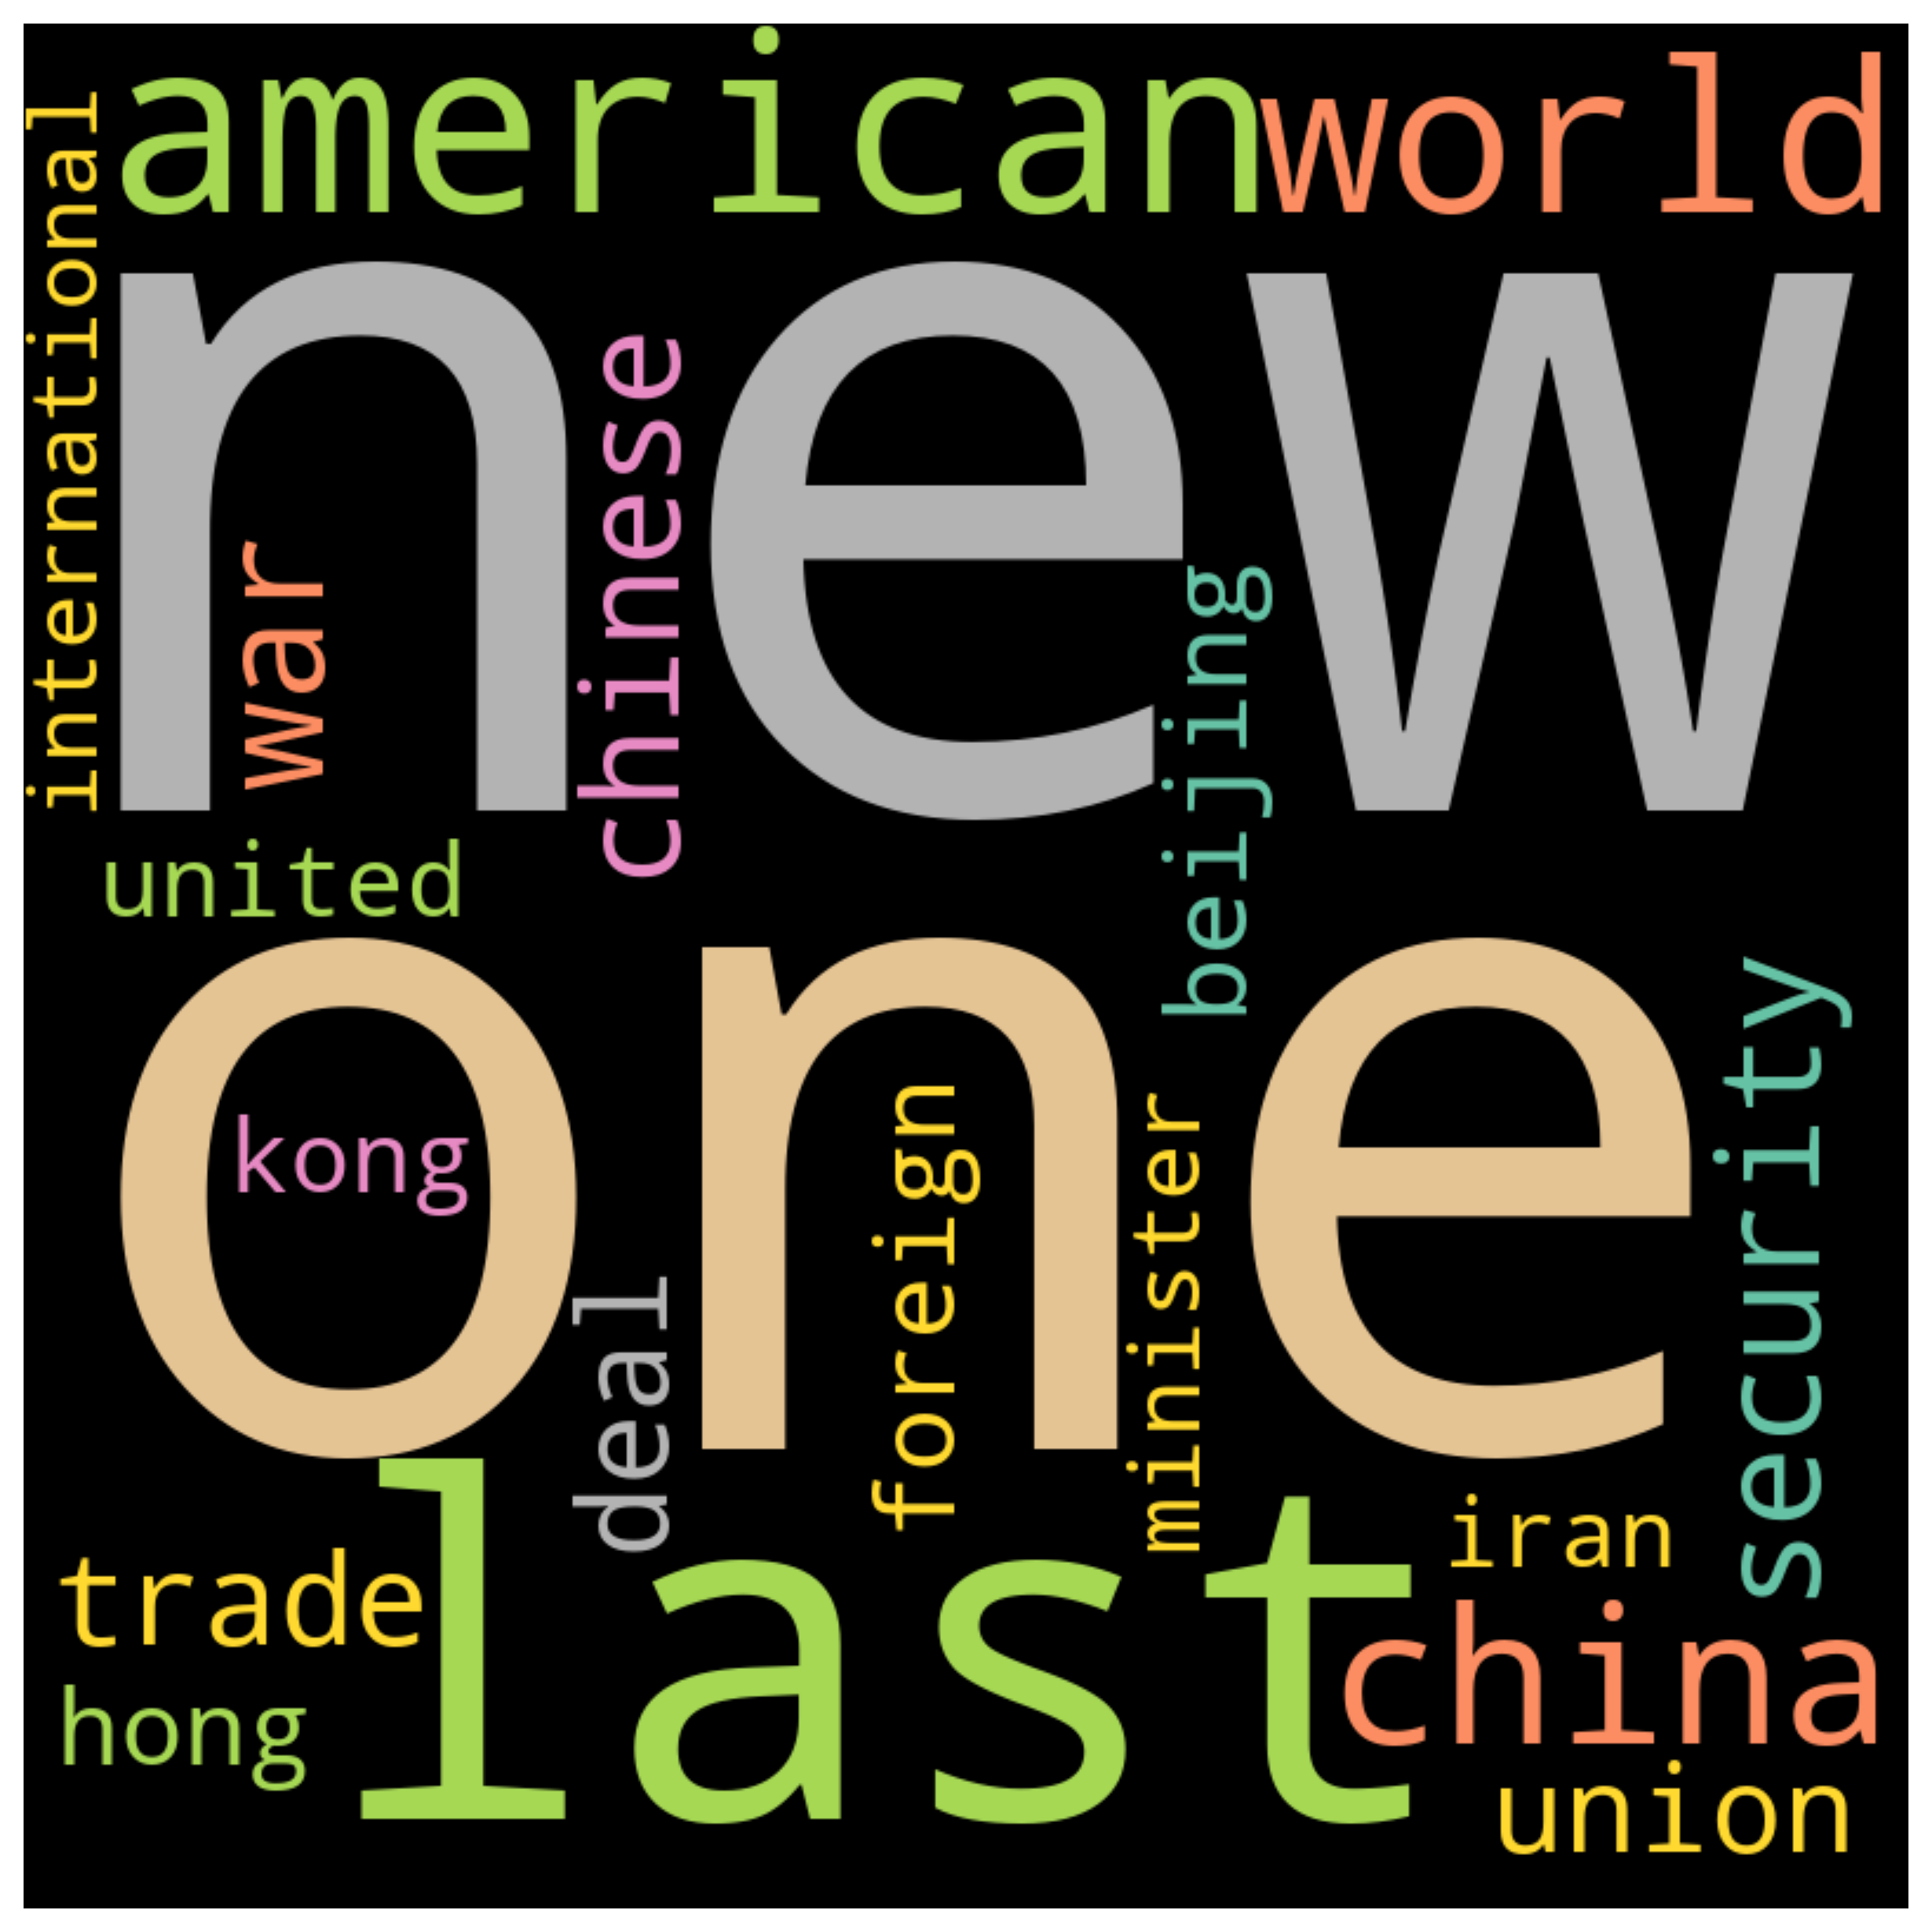 american world
international
new
war
chinese
beijing
united
one
kong
security
foreign
minister
deal
last
iran
trade
china
hong
union